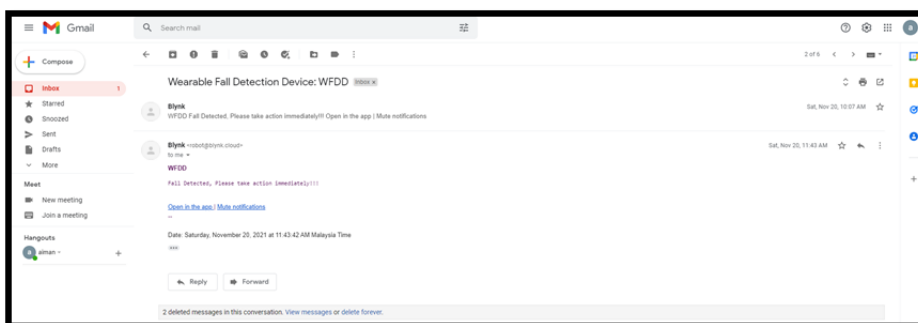 Gmail
Search mail
Compose
2 of 6
Inbox 1
Wearable Fall Detection Device: WFDD Inbox x
Starred
Snoozed
Blynk Sat, Nov 20, 10:07 AM
WFDD Fall Detected, Please take action immediately!!! Open in the app | Mute notifications
Sent
Drafts
More
Blynk <robot@blynk.cloud> Sat, Nov 20, 11:43 AM
to me
WFDD
Fall Detected, Please take action immediately!!!
Meet
New meeting
Join a meeting
Open in the app | Mute notifications
--
Date: Saturday, November 20, 2021 at 11:43:42 AM Malaysia Time
Hangouts
a aiman
Reply Forward
2 deleted messages in this conversation. View messages or delete forever.